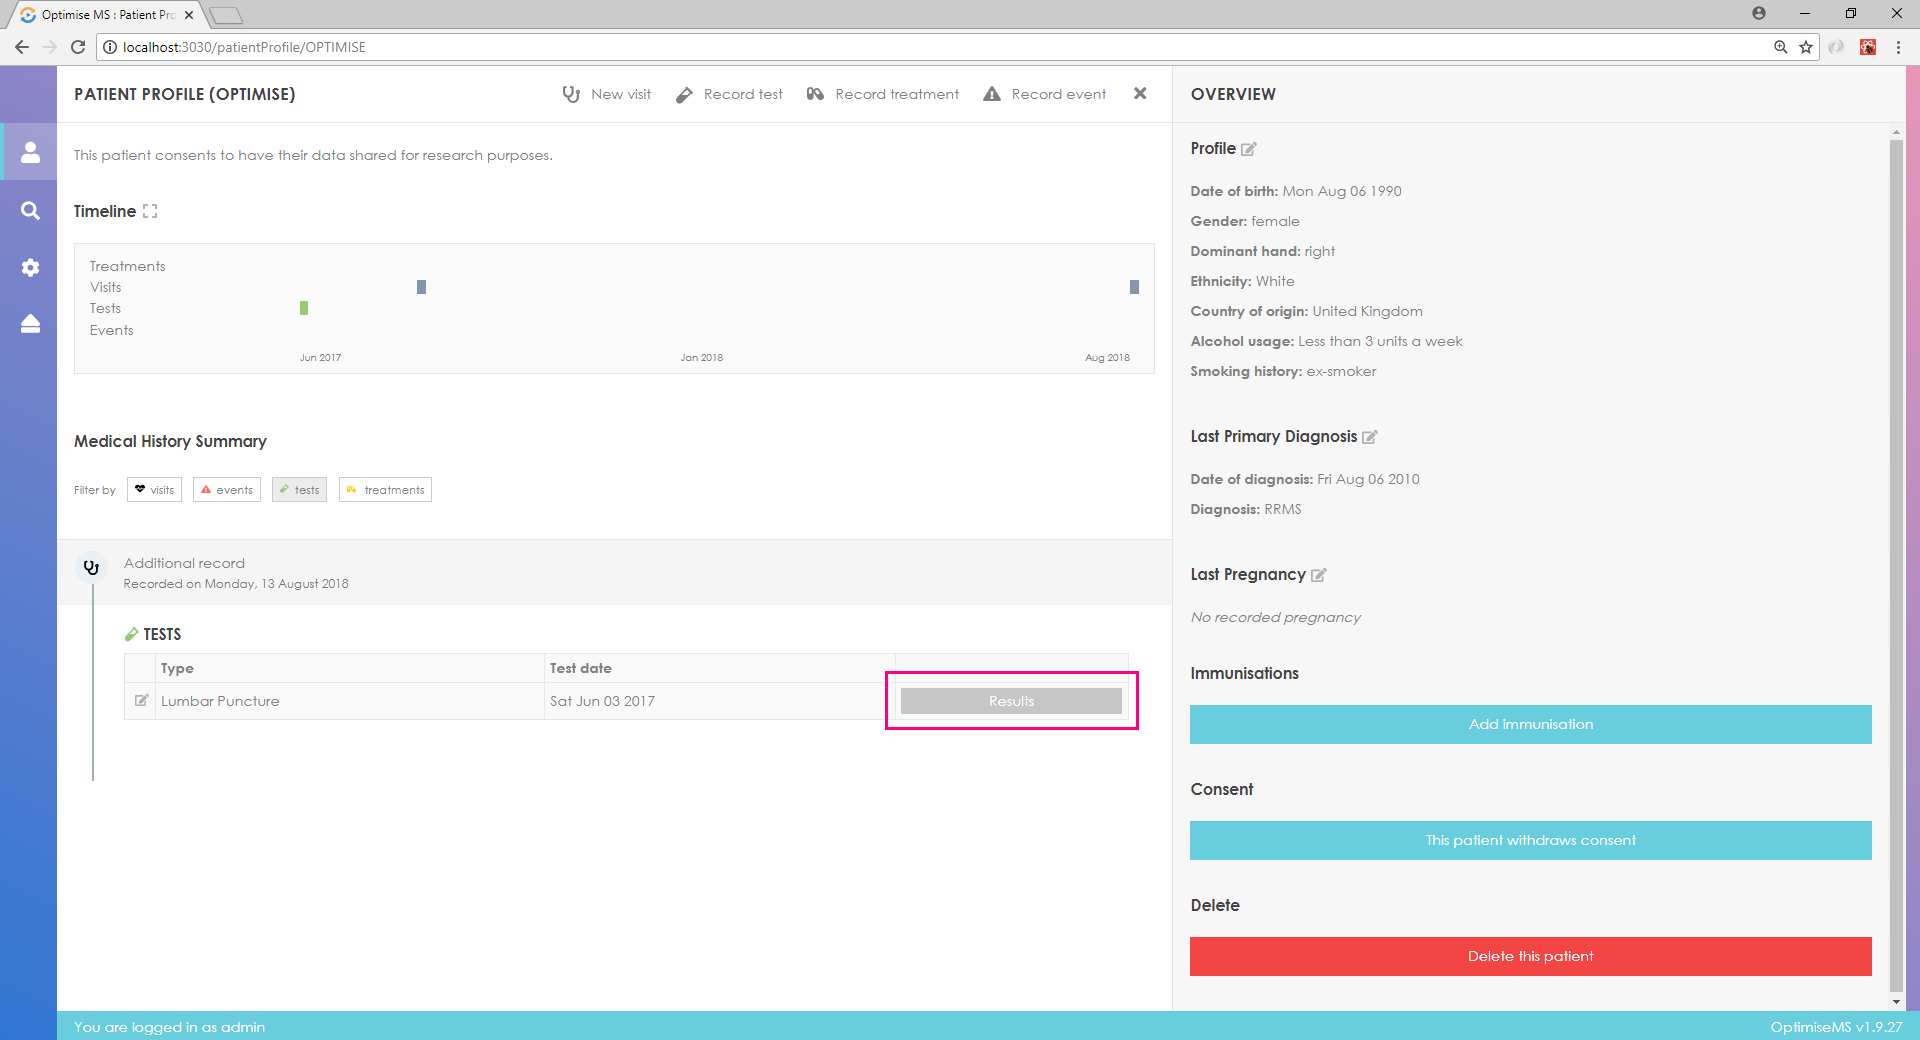 Optimise MS : Patient Pro
localhost:3030/patientProfile/OPTIMISE
PATIENT PROFILE (OPTIMISE)
New visit
Record test
Record treatment
Record event
This patient consents to have their data shared for research purposes.
Timeline
Treatments
Visits
Tests
Events
Jun 2017
Jan 2018
Aug 2018
Medical History Summary
Filter by
visits
events
tests
treatments
Additional record
Recorded on Monday, 13 August 2018
TESTS
Type
Test date
Lumbar Puncture
Sat Jun 03 2017
Results
OVERVIEW
Profile
Date of birth: Mon Aug 06 1990
Gender: female
Dominant hand: right
Ethnicity: White
Country of origin: United Kingdom
Alcohol usage: Less than 3 units a week
Smoking history: ex-smoker
Last Primary Diagnosis
Date of diagnosis: Fri Aug 06 2010
Diagnosis: RRMS
Last Pregnancy
No recorded pregnancy
Immunisations
Add immunisation
Consent
This patient withdraws consent
Delete
Delete this patient
You are logged in as admin
OptimiseMS v1.9.27